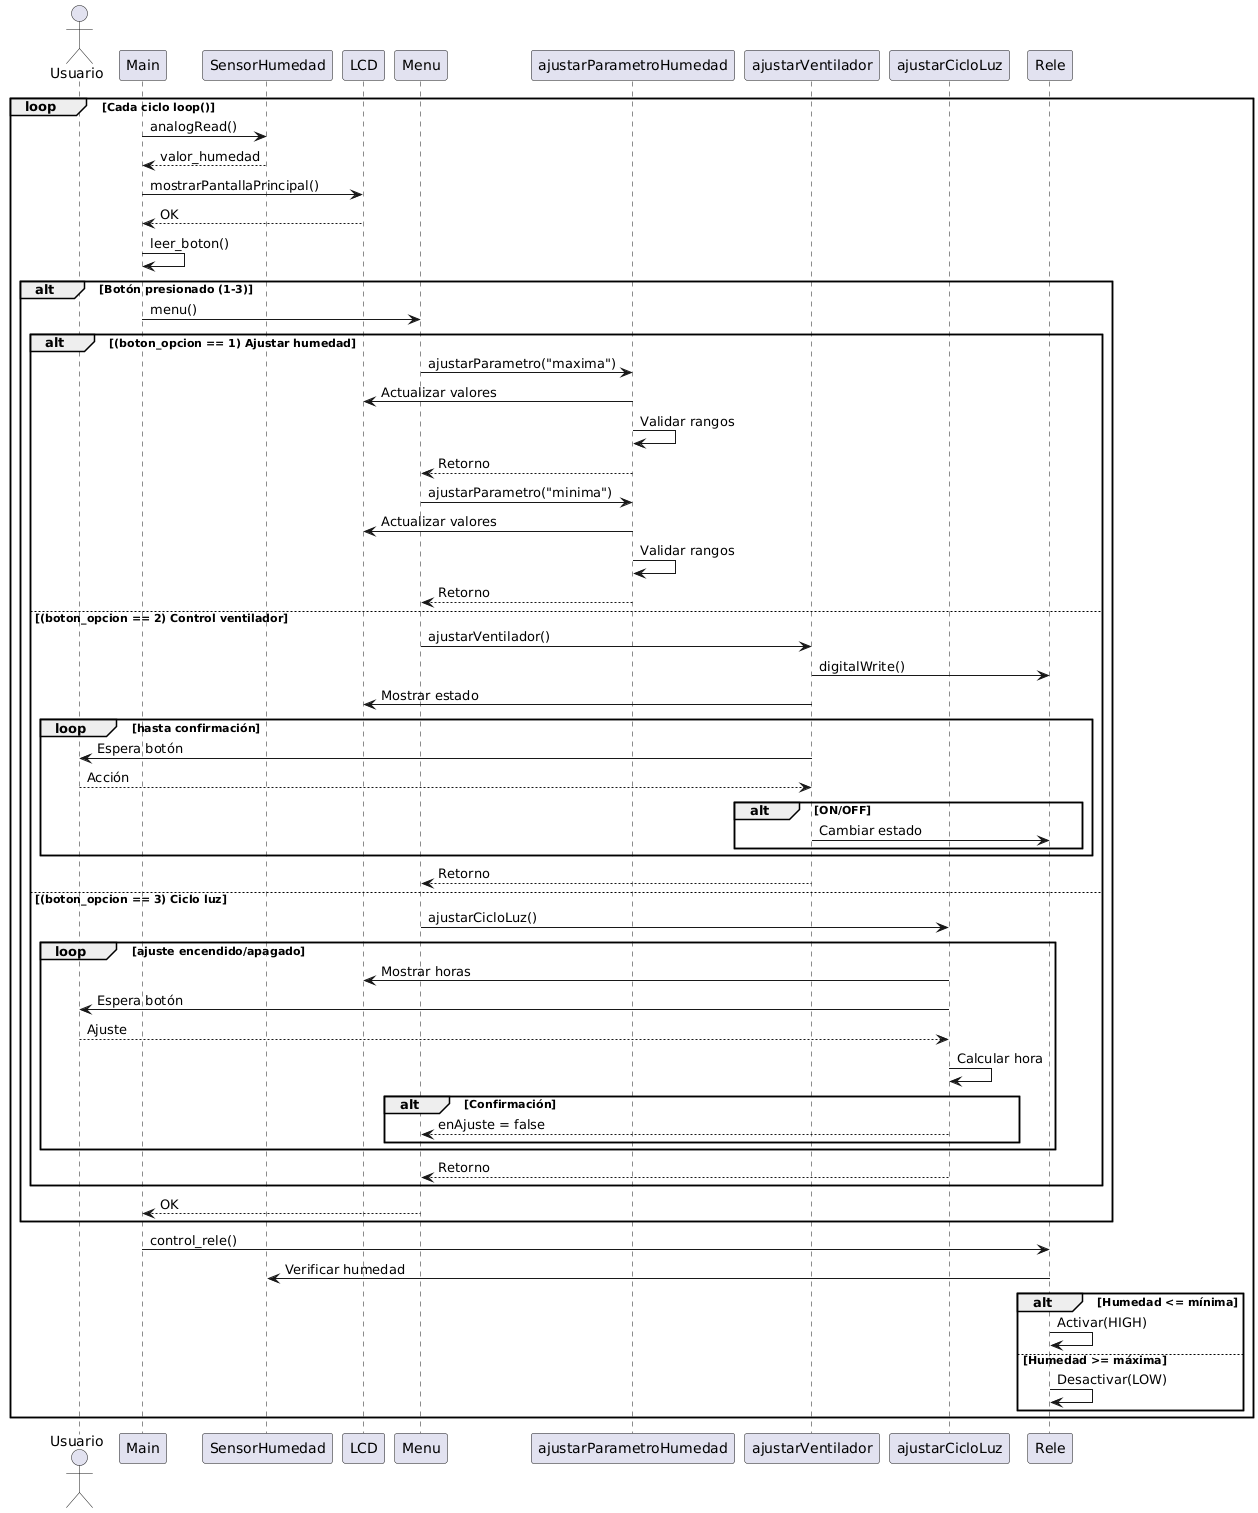 Usuario
Main
SensorHumedad
LCD
Menu
ajustarParametroHumedad
ajustarVentilador
ajustarCicloLuz
Rele
loop [Cada ciclo loop()]
analogRead()
valor_humedad
mostrarPantallaPrincipal()
OK
leer_boton()
alt [Botón presionado (1-3)]
menu()
alt [(boton_opcion == 1) Ajustar humedad]
ajustarParametro("maxima")
Actualizar valores
Validar rangos
Retorno
ajustarParametro("minima")
Actualizar valores
Validar rangos
Retorno
[(boton_opcion == 2) Control ventilador]
ajustarVentilador()
digitalWrite()
Mostrar estado
loop [hasta confirmación]
Espera botón
Acción
alt [ON/OFF]
Cambiar estado
Retorno
[(boton_opcion == 3) Ciclo luz]
ajustarCicloLuz()
loop [ajuste encendido/apagado]
Mostrar horas
Espera botón
Ajuste
Calcular hora
alt [Confirmación]
enAjuste = false
Retorno
OK
control_rele()
Verificar humedad
alt [Humedad <= mínima]
Activar(HIGH)
[Humedad >= máxima]
Desactivar(LOW)
Usuario
Main
SensorHumedad
LCD
Menu
ajustarParametroHumedad
ajustarVentilador
ajustarCicloLuz
Rele